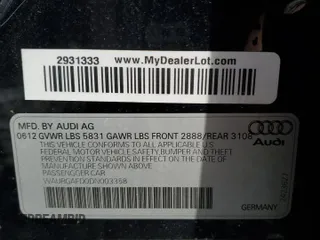 2931333
www.MyDealerLot.com
MFD. BY AUDI AG
0612 GVWR LBS 5831 GAWR LBS FRONT 2888/REAR 3108
THIS VEHICLE CONFORMS TO ALL APPLICABLE U.S.
FEDERAL MOTOR VEHICLE SAFETY, BUMPER AND THEFT
PREVENTION STANDARDS IN EFFECT ON THE DATE OF
MANUFACTURE SHOWN ABOVE
PASSENGER CAR
Audi
GERMANY